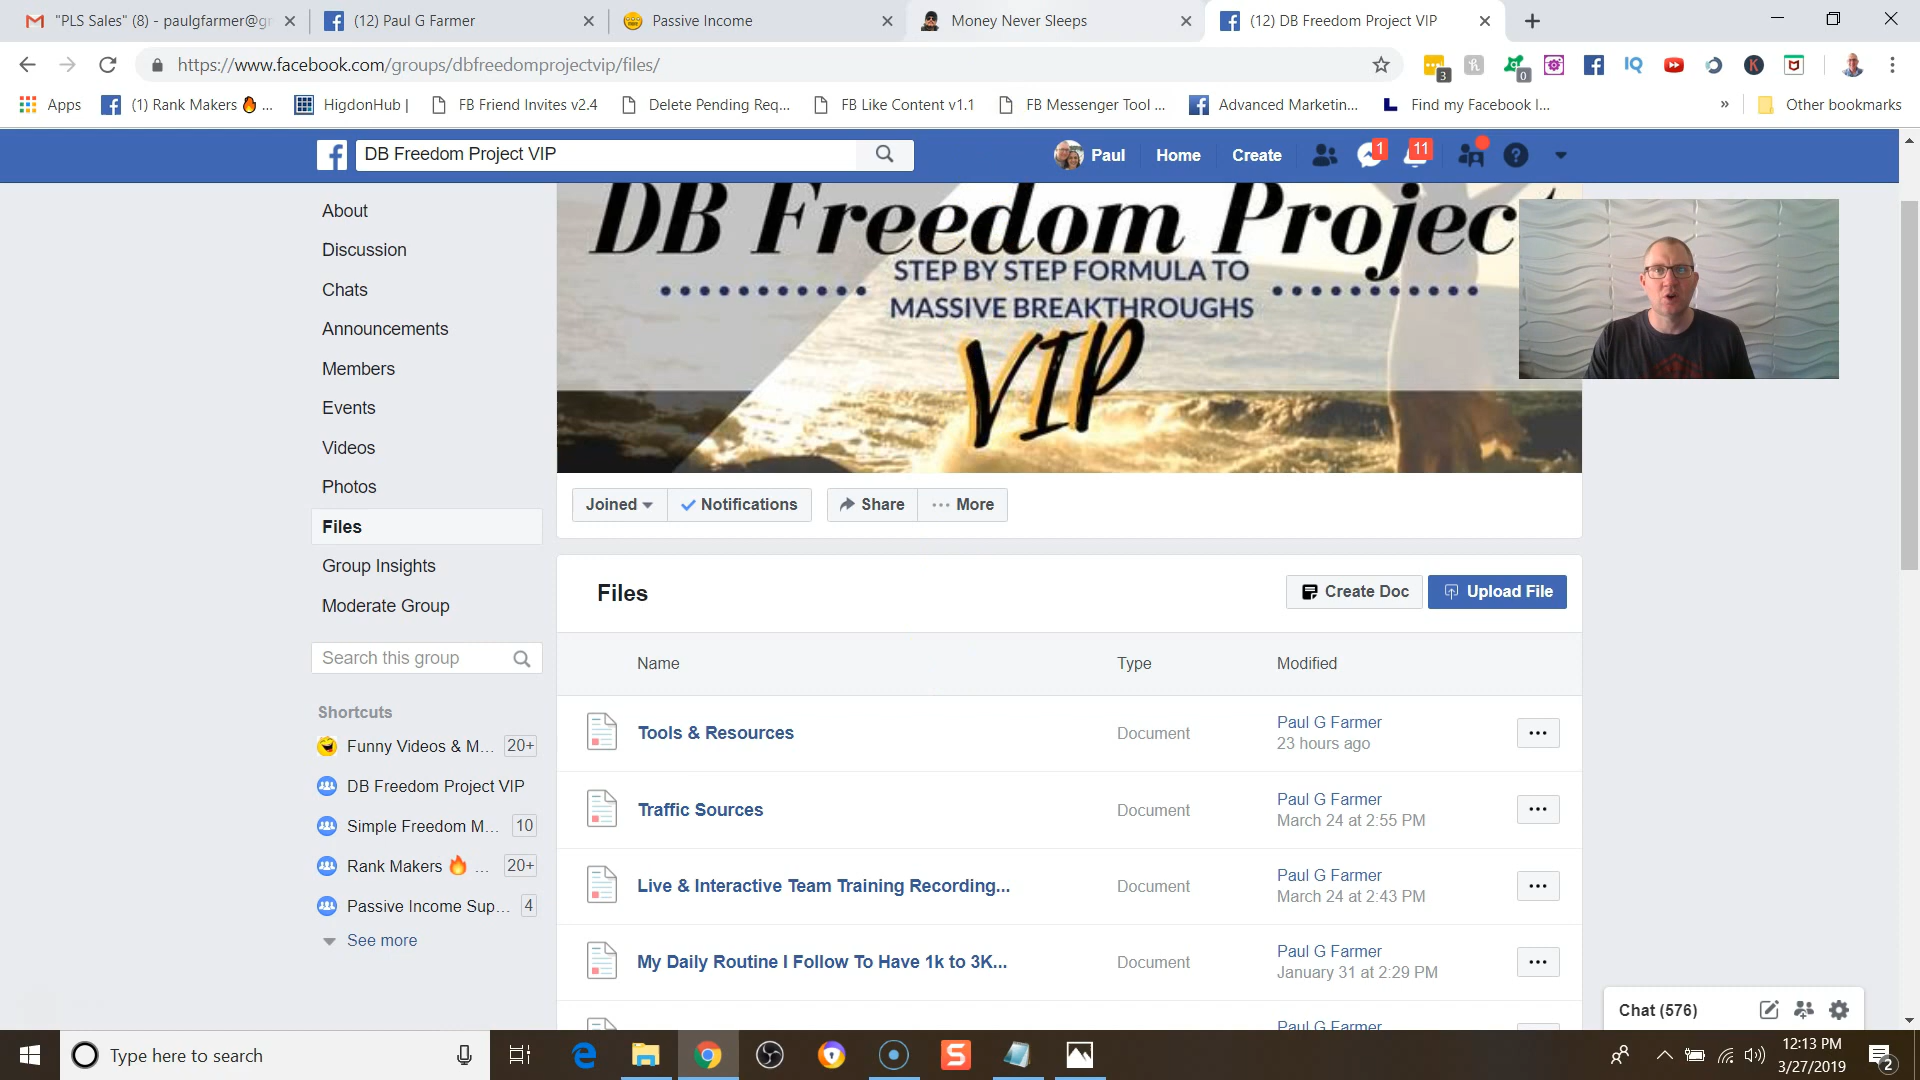 "PLS Sales" (8) - paulgfarmer@g
(12) Paul G Farmer
Passive Income
Money Never Sleeps
(12) DB Freedom Project VIP
https://www.facebook.com/groups/dbfreedomprojectvip/files/
3
0
IQ
K
Apps
(1) Rank Makers 🔥 ...
HigdonHub |
FB Friend Invites v2.4
Delete Pending Req...
FB Like Content v1.1
FB Messenger Tool ...
Advanced Marketin...
L
Find my Facebook I...
»
Other bookmarks
DB Freedom Project VIP
Paul
Home
Create
1
11
About
Discussion
Chats
Announcements
Members
Events
Videos
Photos
Files
Group Insights
Moderate Group
Search this group
Shortcuts
Funny Videos & M... 20+
DB Freedom Project VIP
Simple Freedom M... 10
Rank Makers 🔥 ... 20+
Passive Income Sup... 4
See more
DB Freedom Project
STEP BY STEP FORMULA TO
MASSIVE BREAKTHROUGHS
VIP
Joined
Notifications
Share
More
Files
Create Doc
Upload File
Name
Type
Modified
Tools & Resources
Document
Paul G Farmer
23 hours ago
Traffic Sources
Document
Paul G Farmer
March 24 at 2:55 PM
Live & Interactive Team Training Recording...
Document
Paul G Farmer
March 24 at 2:43 PM
My Daily Routine I Follow To Have 1k to 3K...
Document
Paul G Farmer
January 31 at 2:29 PM
Paul G Farmer
Chat (576)
Type here to search
S
12:13 PM
3/27/2019
2